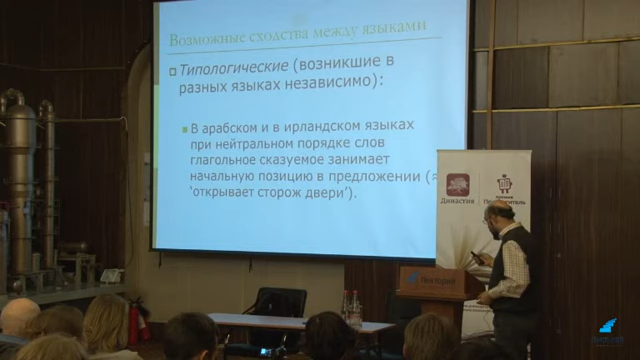 Возможные сходства между языками
Типологические (возникшие в
разных языках независимо):
В арабском и в ирландском языках
при нейтральном порядке слов
глагольное сказуемое занимает
начальную позицию в предложении (≈
‘открывает сторож двери’).
Династия